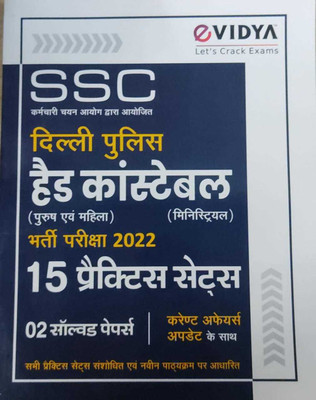 eVIDYA
Let's Crack Exams
SSC
कर्मचारी चयन आयोग द्वारा आयोजित
दिल्ली पुलिस
हैड कांस्टेबल
(पुरुष एवं महिला) (मिनिस्ट्रियल)
भर्ती परीक्षा 2022
15 प्रैक्टिस सेट्स
02 सॉल्वड पेपर्स
करेण्ट अफेयर्स
अपडेट के साथ
सभी प्रैक्टिस सेट्स संशोधित एवं नवीन पाठ्यक्रम पर आधारित